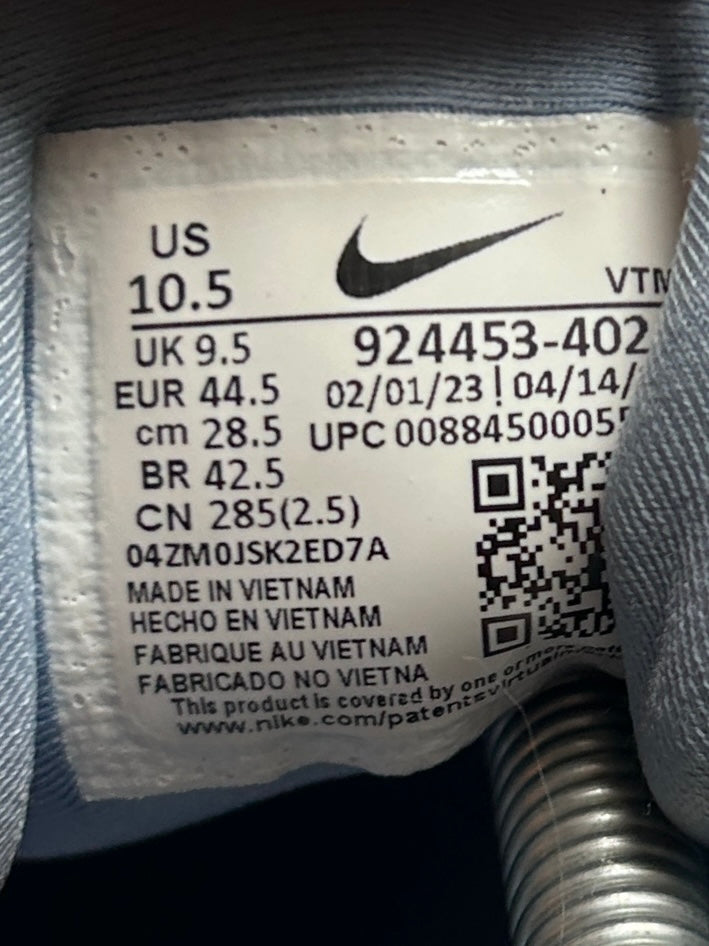 US
10.5
VTM
UK 9.5
924453-402
EUR 44.5
02/01/23 | 04/14/
cm 28.5
UPC 0088450005
BR 42.5
CN 285(2.5)
04ZM0JSK2ED7A
MADE IN VIETNAM
HECHO EN VIETNAM
FABRIQUE AU VIETNAM
FABRICADO NO VIETNA
This product is covered by one or more
www.nike.com/patents